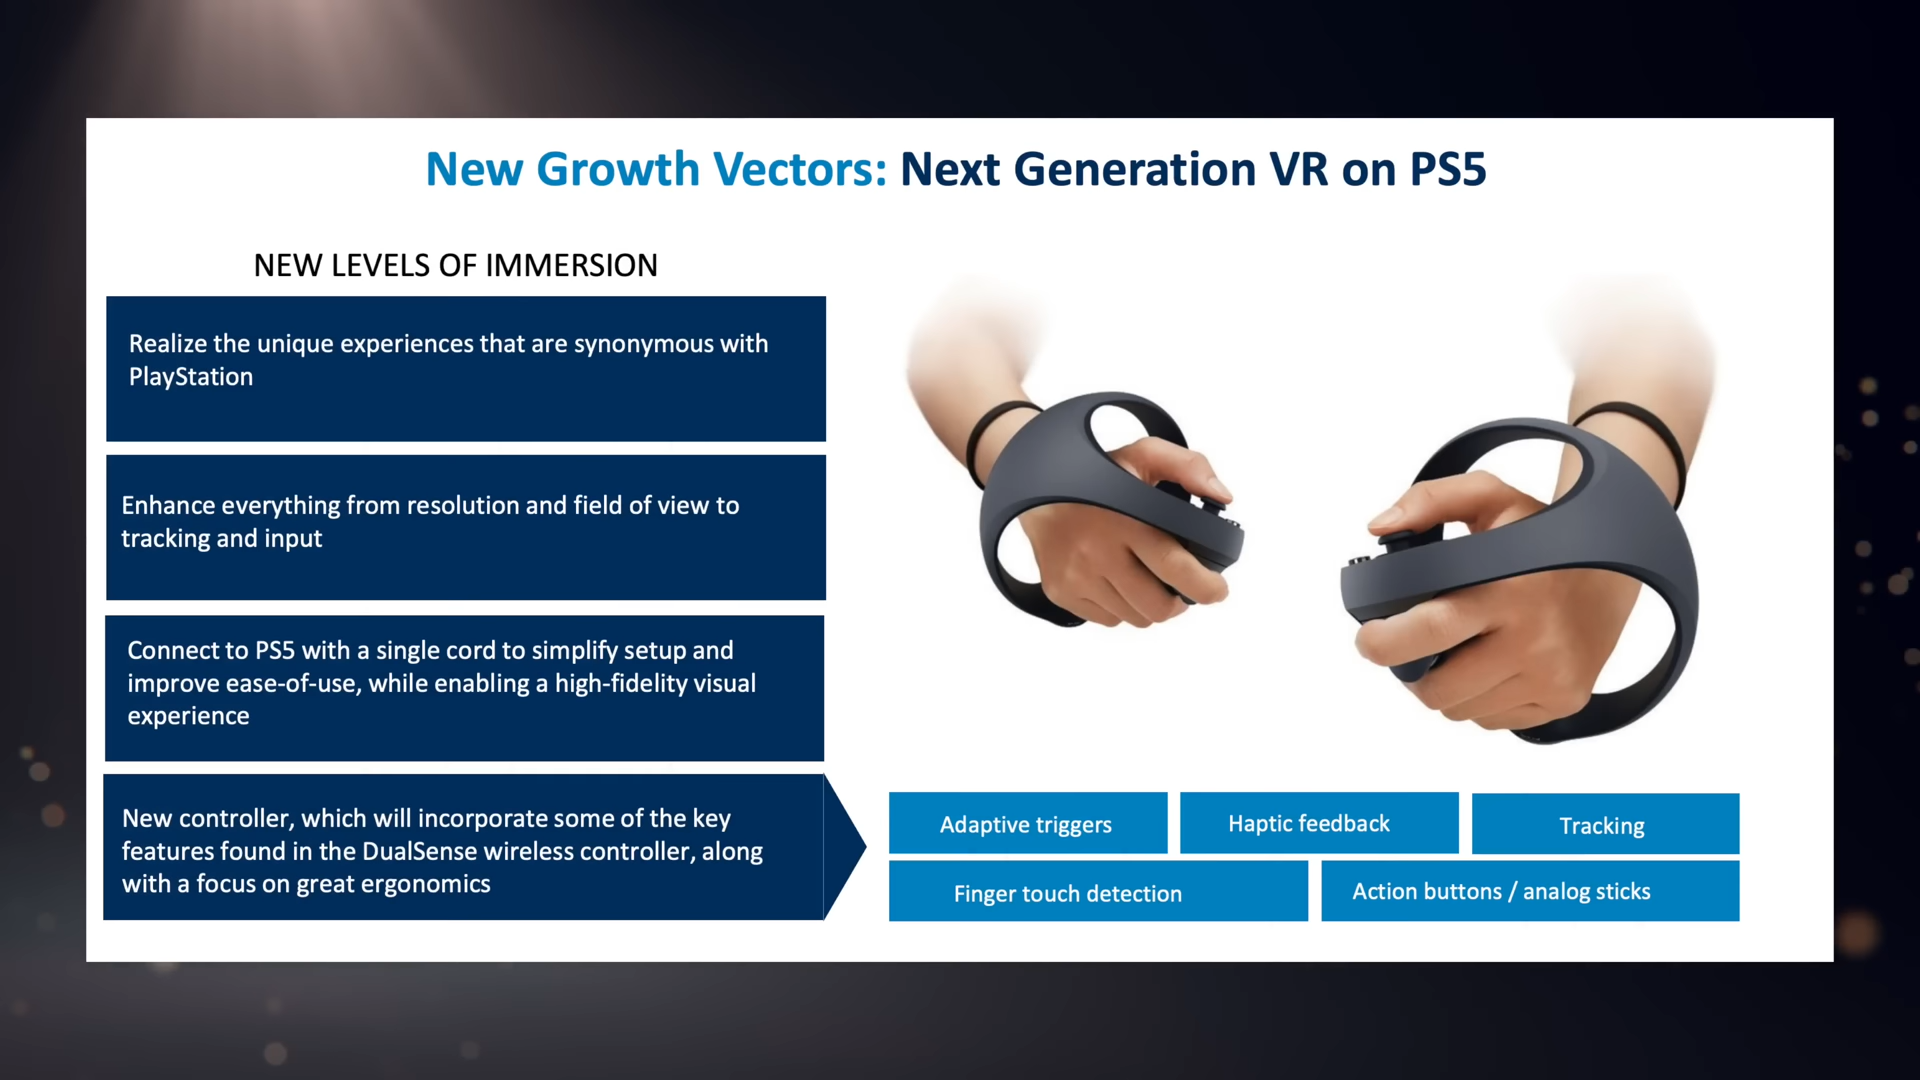 New Growth Vectors: Next Generation VR on PS5
NEW LEVELS OF IMMERSION
Realize the unique experiences that are synonymous with
PlayStation
Enhance everything from resolution and field of view to
tracking and input
Connect to PS5 with a single cord to simplify setup and
improve ease-of-use, while enabling a high-fidelity visual
experience
New controller, which will incorporate some of the key
features found in the DualSense wireless controller, along
with a focus on great ergonomics
Adaptive triggers
Haptic feedback
Tracking
Finger touch detection
Action buttons / analog sticks